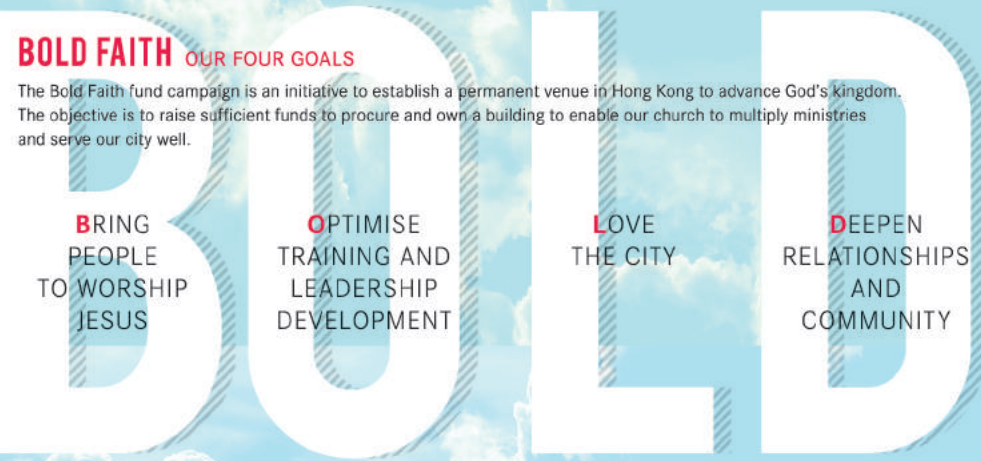 BOLD
BOLD FAITH OUR FOUR GOALS
The Bold Faith fund campaign is an initiative to establish a permanent venue in Hong Kong to advance God's kingdom.
The objective is to raise sufficient funds to procure and own a building to enable our church to multiply ministries
and serve our city well.
BRING
PEOPLE
TO WORSHIP
JESUS
OPTIMISE
TRAINING AND
LEADERSHIP
DEVELOPMENT
LOVE
THE CITY
DEEPEN
RELATIONSHIPS
AND
COMMUNITY